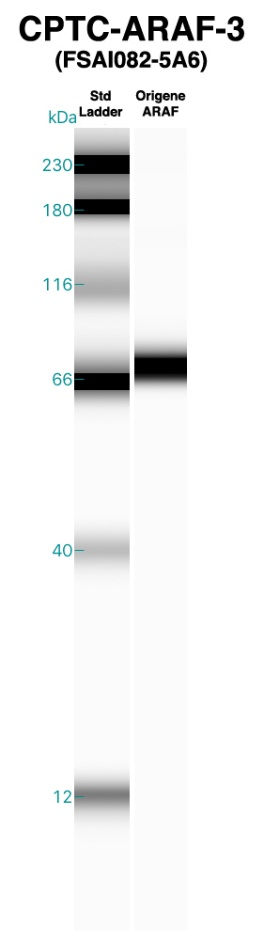 CPTC-ARAF-3
(FSAI082-5A6)
Std Origene
kDa Ladder ARAF
230
180
116
66
40
12